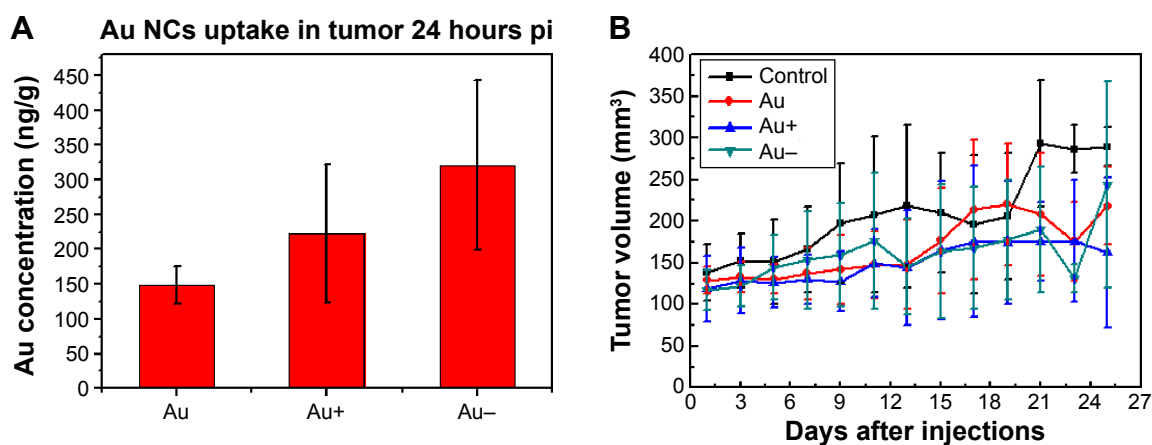 A
Au NCs uptake in tumor 24 hours pi
Au concentration (ng/g)
450
400
350
300
250
200
150
100
50
0
Au
Au+
Au–
B
Tumor volume (mm³)
400
350
300
250
200
150
100
50
0
Control
Au
Au+
Au–
0 3 6 9 12 15 18 21 24 27
Days after injections